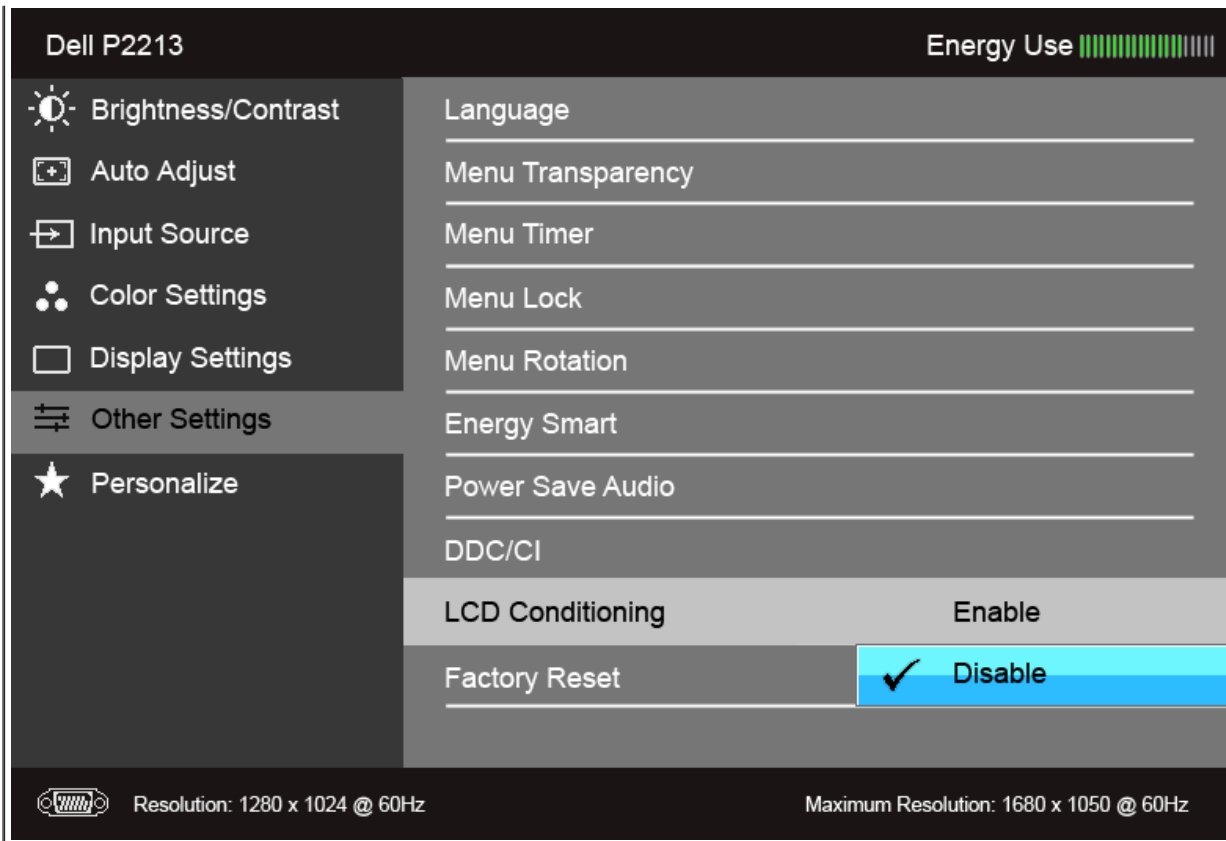 Dell P2213
Energy Use
Brightness/Contrast
Auto Adjust
Input Source
Color Settings
Display Settings
Other Settings
Personalize
Language
Menu Transparency
Menu Timer
Menu Lock
Menu Rotation
Energy Smart
Power Save Audio
DDC/CI
LCD Conditioning
Enable
Factory Reset
Disable
Resolution: 1280 x 1024 @ 60Hz
Maximum Resolution: 1680 x 1050 @ 60Hz